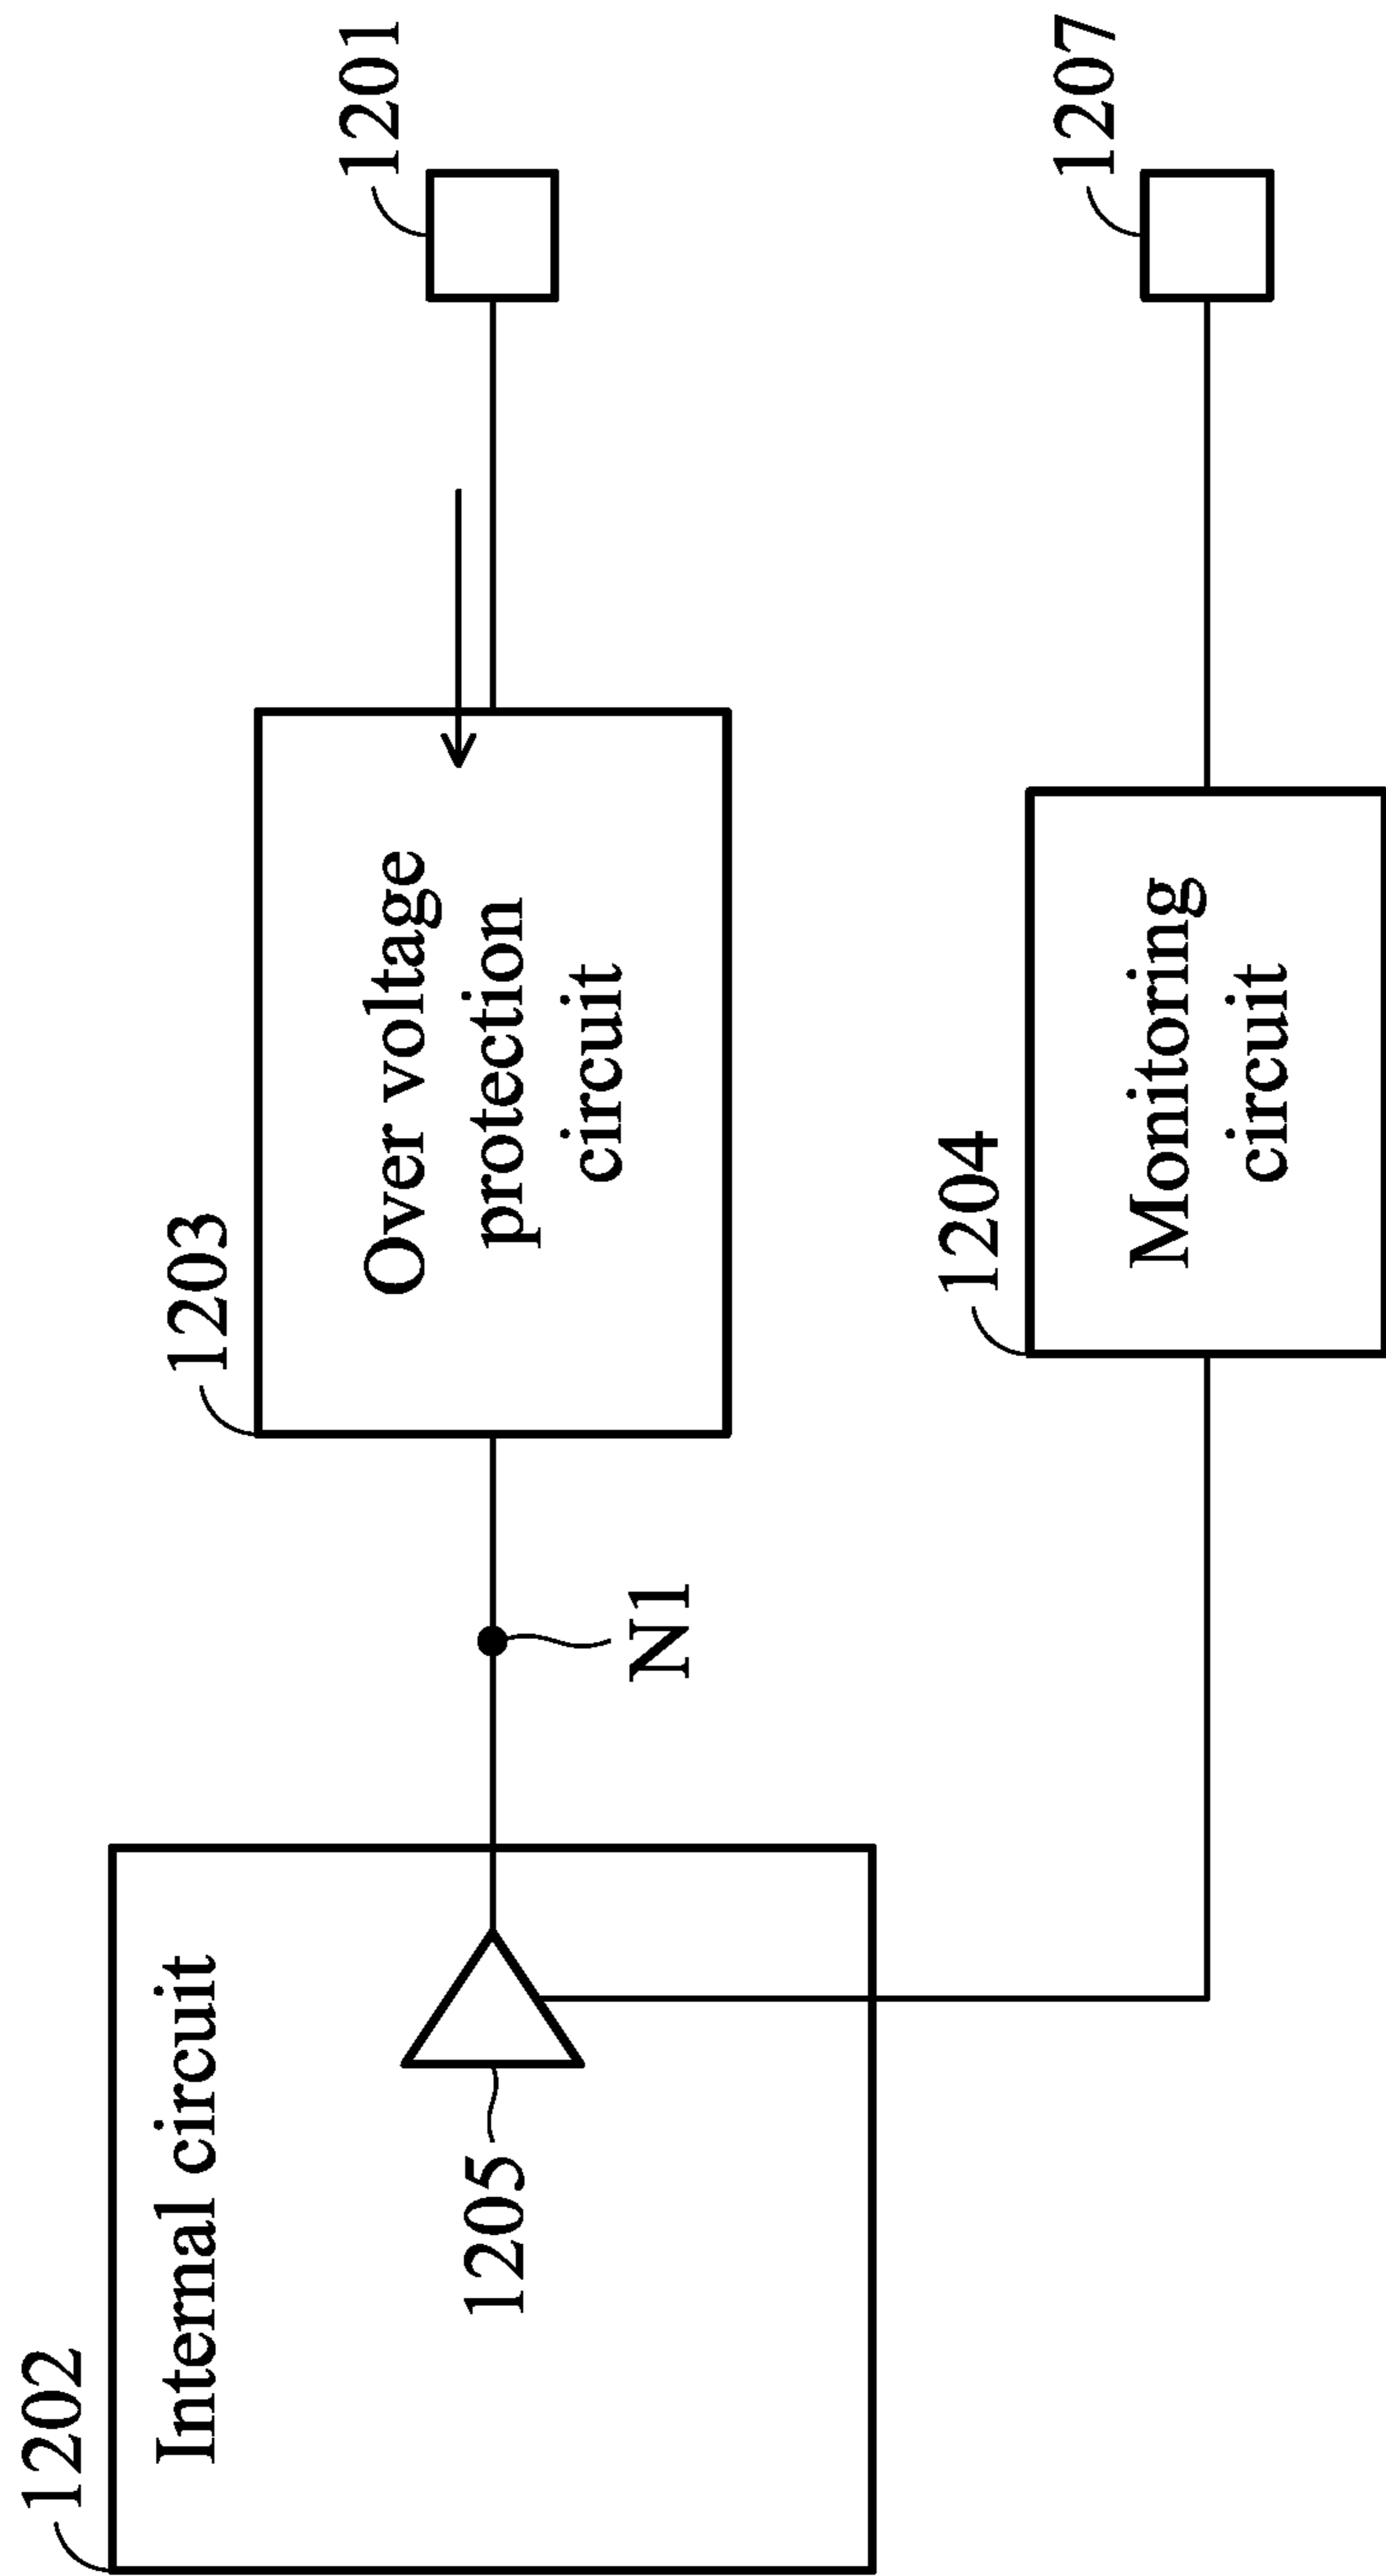 1202
Internal circuit
1205
N1
1203
Over voltage
protection
circuit
1201
1204
Monitoring
circuit
1207